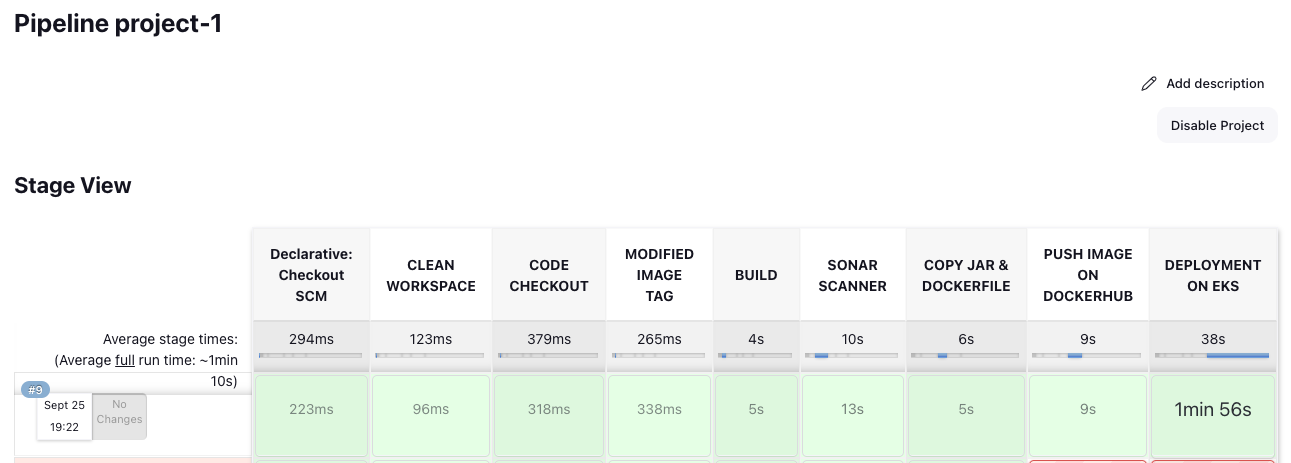 Pipeline project-1
Add description
Disable Project
Stage View
Declarative:
Checkout
SCM
CLEAN
WORKSPACE
CODE
CHECKOUT
MODIFIED
IMAGE
TAG
BUILD
SONAR
SCANNER
COPY JAR &
DOCKERFILE
PUSH IMAGE
ON
DOCKERHUB
DEPLOYMENT
ON EKS
Average stage times:
(Average full run time: ~1min
10s)
294ms
123ms
379ms
265ms
4s
10s
6s
9s
38s
#9
Sept 25
19:22
No
Changes
223ms
96ms
318ms
338ms
5s
13s
5s
9s
1min 56s